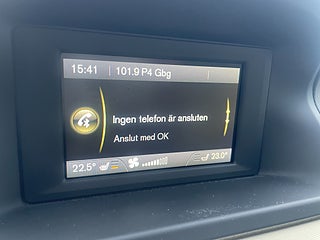 15:41 101.9 P4 Gbg
Ingen telefon är ansluten
Anslut med OK
22.5° 23.0°